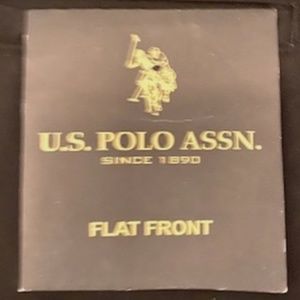 U.S. POLO ASSN.
SINCE 1890
FLAT FRONT